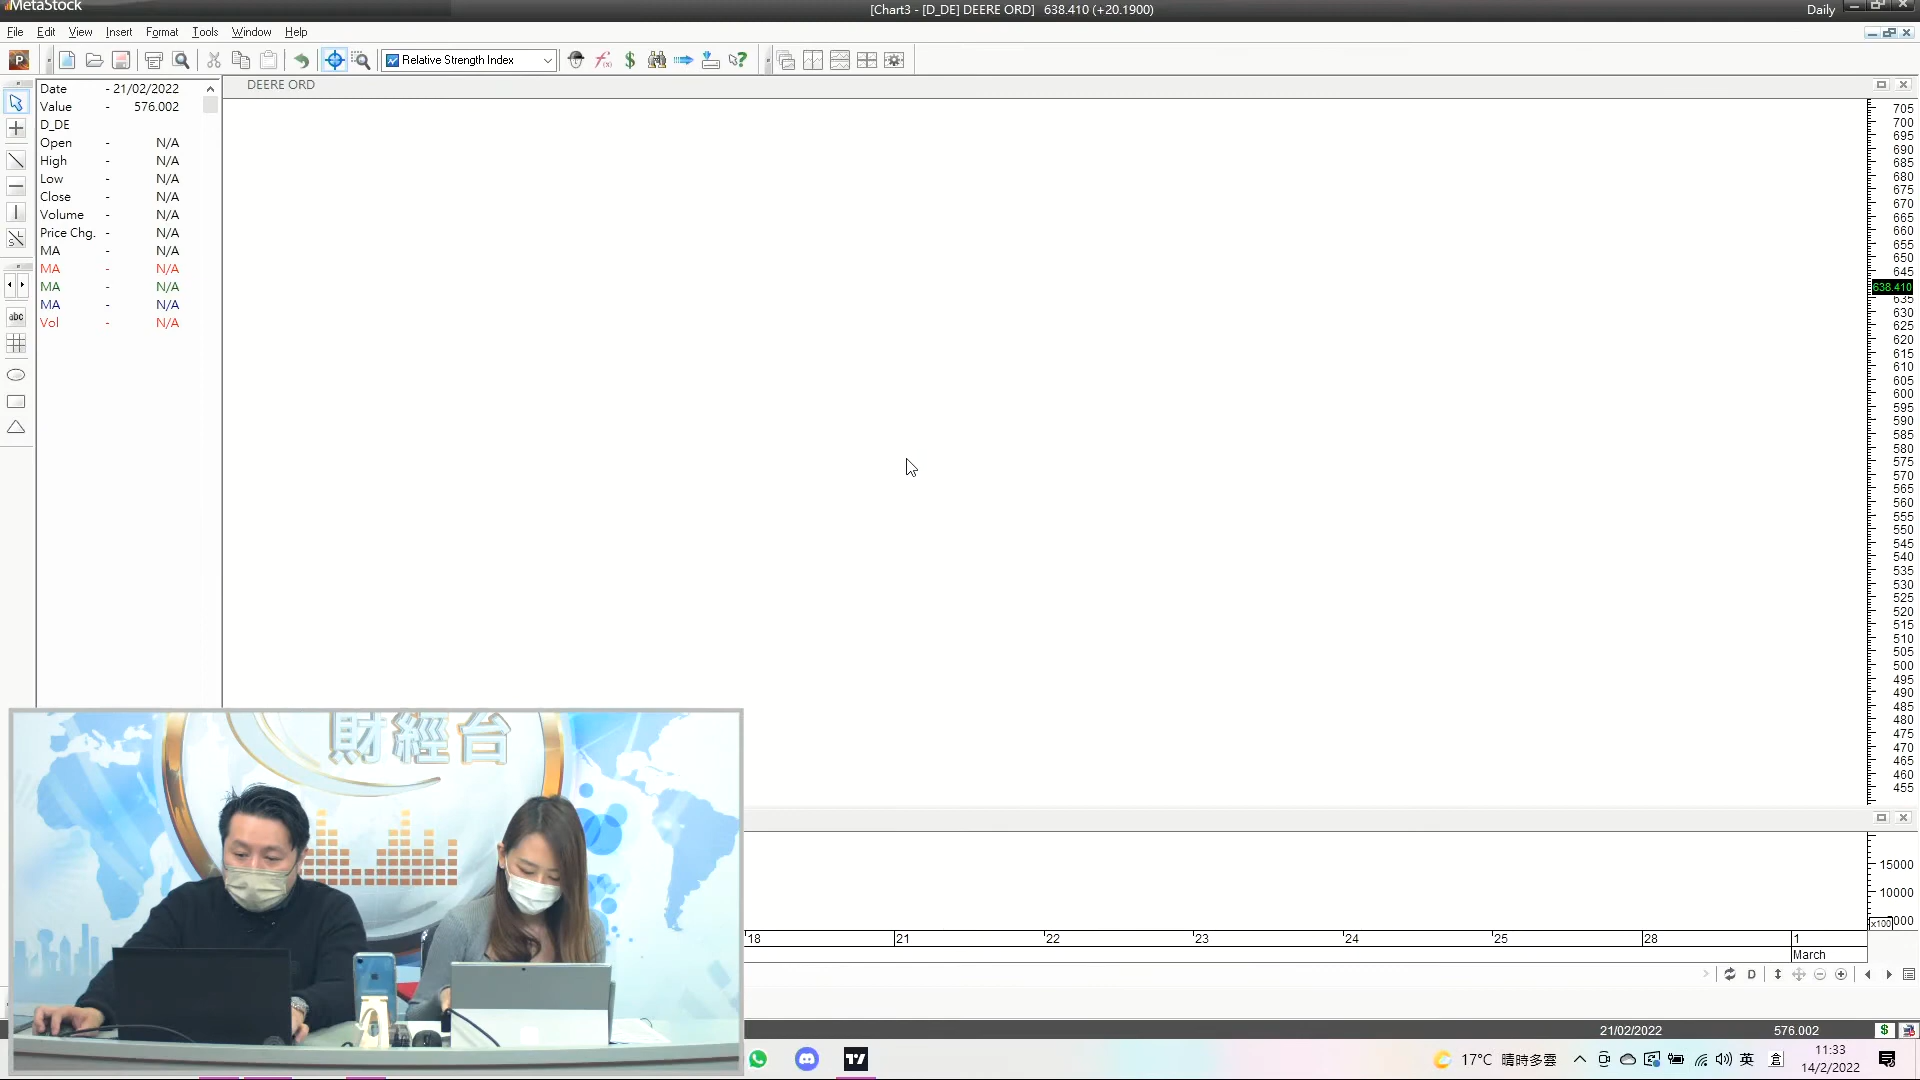 MetaStock
[Chart3 - [D_DE] DEERE ORD] 638.410 (+20.1900)
Daily
File Edit View Insert Format Tools Window Help
Relative Strength Index
Date - 21/02/2022
Value - 576.002
D_DE
Open - N/A
High - N/A
Low - N/A
Close - N/A
Volume - N/A
Price Chg. - N/A
MA - N/A
MA - N/A
MA - N/A
MA - N/A
Vol - N/A
abc
DEERE ORD
705
700
695
690
685
680
675
670
665
660
655
650
645
638.410
635
630
625
620
615
610
605
600
595
590
585
580
575
570
565
560
555
550
545
540
535
530
525
520
515
510
505
500
495
490
485
480
475
470
465
460
455
財經台
15000
10000
x100
18 21 22 23 24 25 28 1
March
D
21/02/2022 576.002
17°C 晴時多雲
英
11:33
14/2/2022